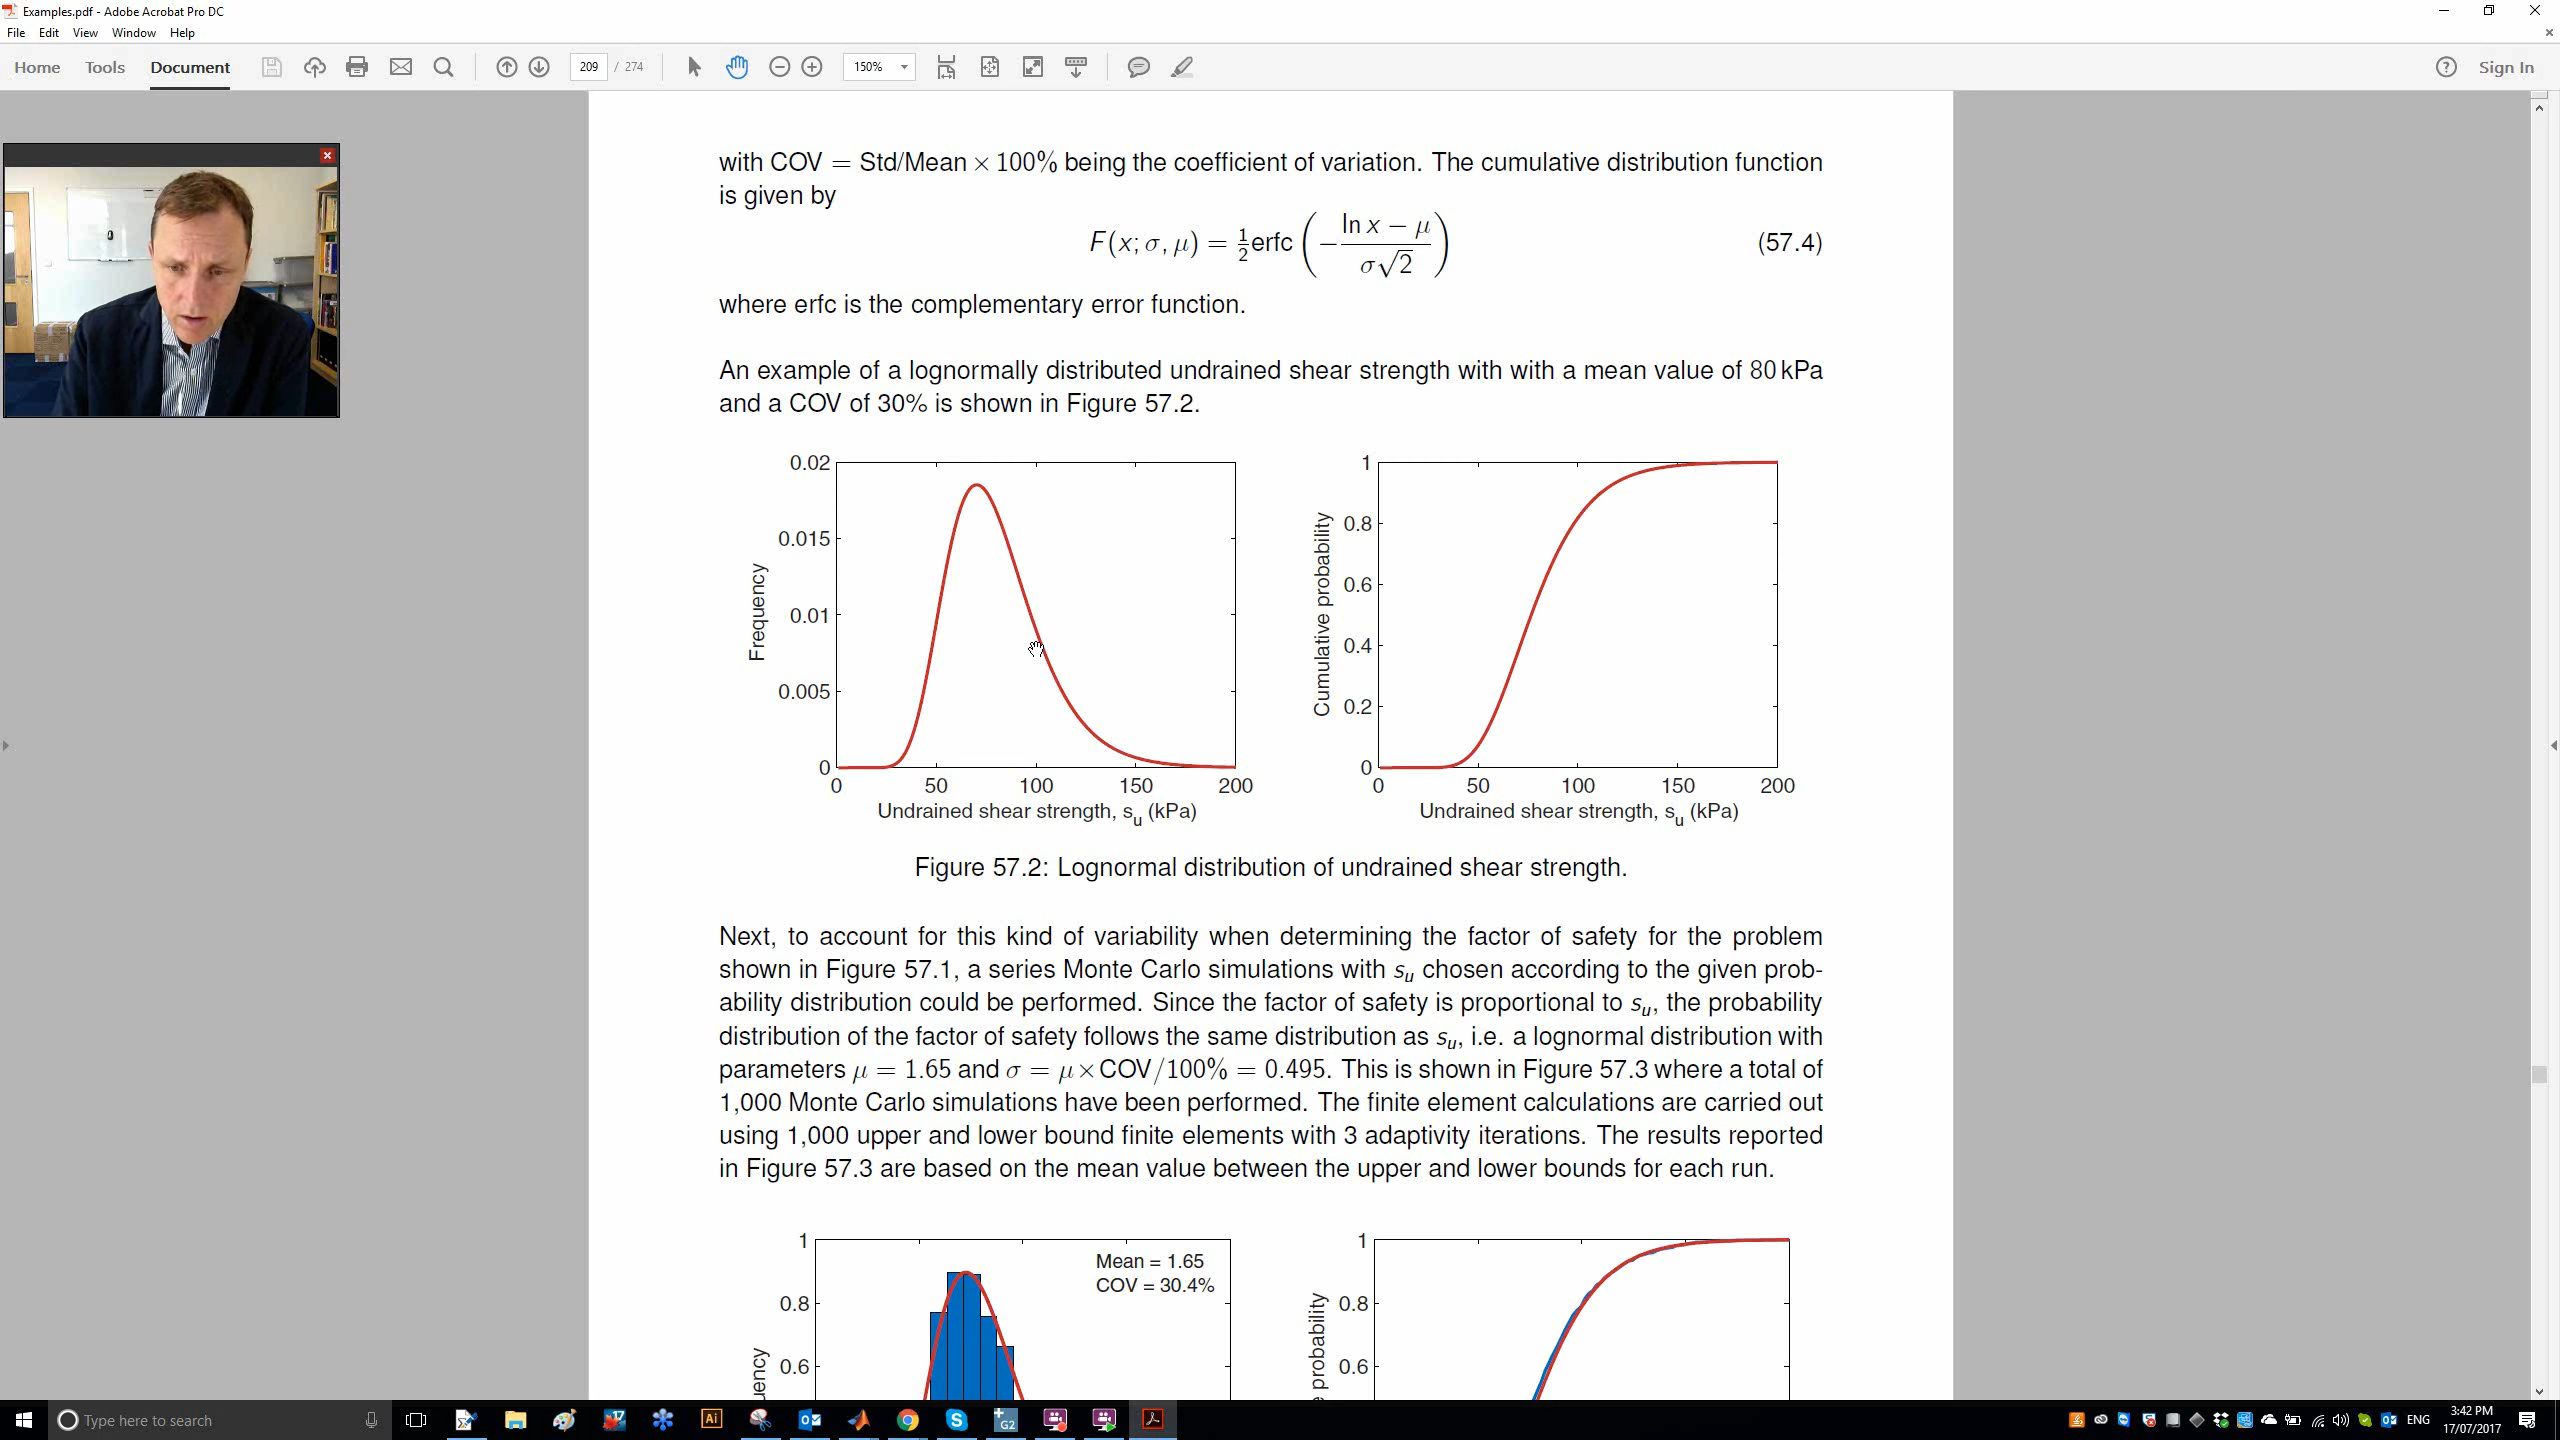 Examples.pdf - Adobe Acrobat Pro DC
File Edit View Window Help
Home Tools Document 209 / 274 150% Sign In
with COV = Std/Mean × 100% being the coefficient of variation. The cumulative distribution function
is given by
F(x; σ, μ) = ½erfc (− (ln x − μ) / (σ√2)) (57.4)
where erfc is the complementary error function.
An example of a lognormally distributed undrained shear strength with with a mean value of 80 kPa
and a COV of 30% is shown in Figure 57.2.
0.02
0.015
0.01
0.005
0
Frequency
0 50 100 150 200
Undrained shear strength, su (kPa)
1
0.8
0.6
0.4
0.2
0
Cumulative probability
0 50 100 150 200
Undrained shear strength, su (kPa)
Figure 57.2: Lognormal distribution of undrained shear strength.
Next, to account for this kind of variability when determining the factor of safety for the problem
shown in Figure 57.1, a series Monte Carlo simulations with su chosen according to the given prob-
ability distribution could be performed. Since the factor of safety is proportional to su, the probability
distribution of the factor of safety follows the same distribution as su, i.e. a lognormal distribution with
parameters μ = 1.65 and σ = μ×COV/100% = 0.495. This is shown in Figure 57.3 where a total of
1,000 Monte Carlo simulations have been performed. The finite element calculations are carried out
using 1,000 upper and lower bound finite elements with 3 adaptivity iterations. The results reported
in Figure 57.3 are based on the mean value between the upper and lower bounds for each run.
1
0.8
0.6
uency
Mean = 1.65
COV = 30.4%
1
0.8
0.6
probability
Type here to search
17
Ai
G2
ENG
3:42 PM
17/07/2017